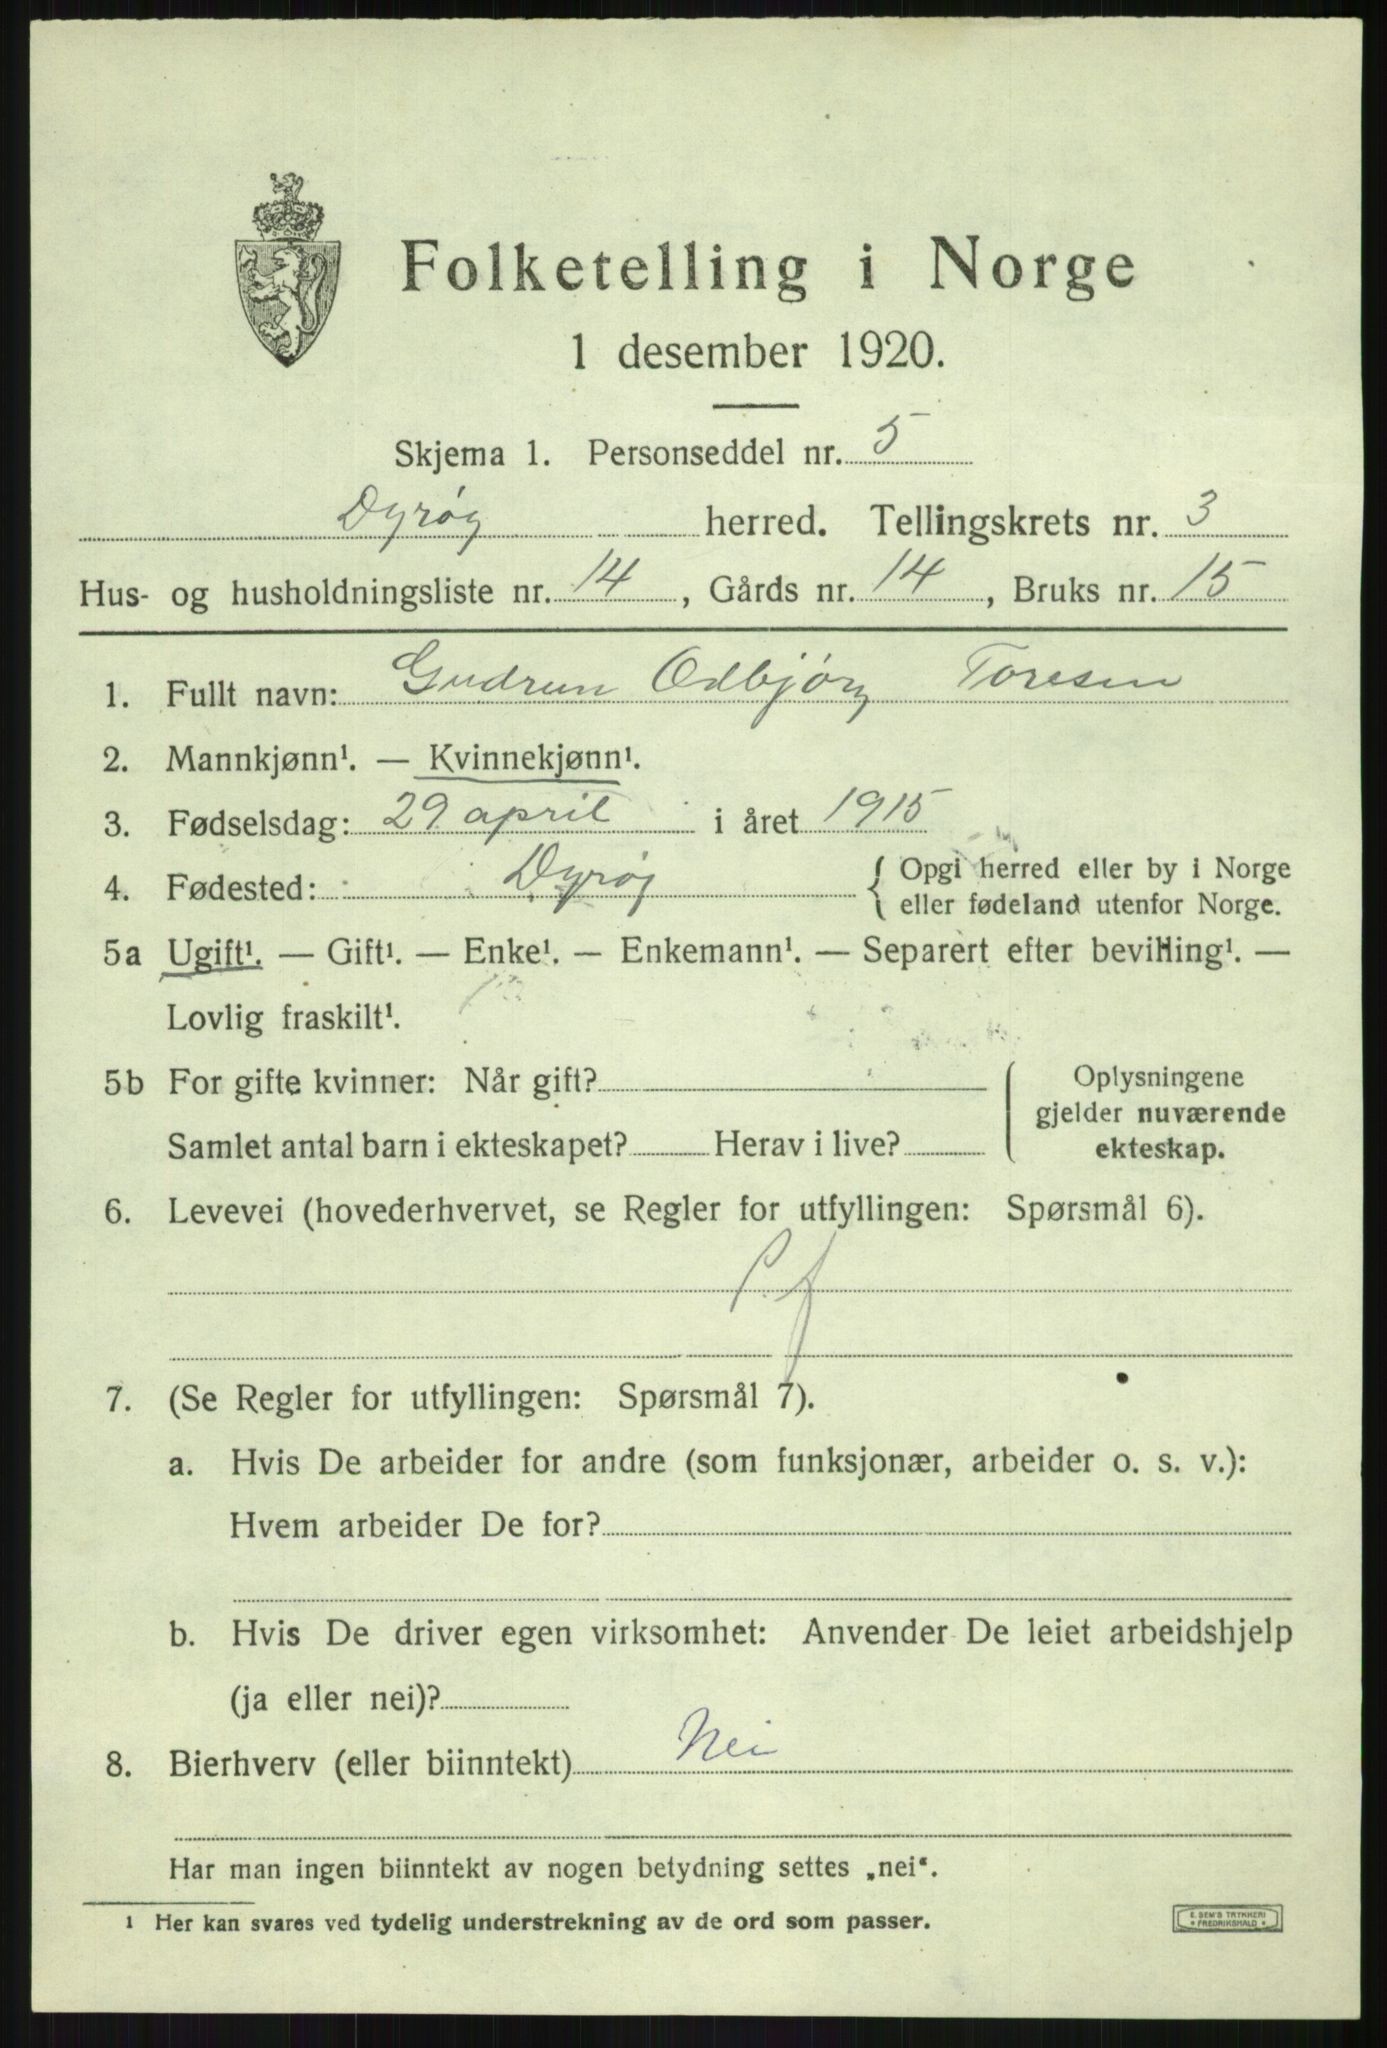 Folketelling i Norge
1 desember 1920.
Skjema 1. Personseddel nr. 5
Dyrøy herred. Tellingskrets nr. 3
Hus- og husholdningsliste nr. 14, Gårds nr. 14, Bruks nr. 15
1. Fullt navn: Gudrun Odbjørg Toresen
2. Mannkjønn¹. — Kvinnekjønn¹.
3. Fødselsdag: 29 april i året 1915
4. Fødested: Dyrøy { Opgi herred eller by i Norge
eller fødeland utenfor Norge.
5a Ugift¹. — Gift¹. — Enke¹. — Enkemann¹. — Separert efter bevilling¹. —
Lovlig fraskilt¹.
5b For gifte kvinner: Når gift?
Samlet antal barn i ekteskapet? Herav i live?
Oplysningene
gjelder nuværende
ekteskap.
6. Levevei (hovederhvervet, se Regler for utfyllingen: Spørsmål 6).
7. (Se Regler for utfyllingen: Spørsmål 7).
a. Hvis De arbeider for andre (som funksjonær, arbeider o. s. v.):
Hvem arbeider De for?
b. Hvis De driver egen virksomhet: Anvender De leiet arbeidshjelp
(ja eller nei)?
8. Bierhverv (eller biinntekt) Nei
Har man ingen biinntekt av nogen betydning settes „nei“.
¹ Her kan svares ved tydelig understrekning av de ord som passer.
E. SEM'S TRYKKERI
FREDRIKSHALD